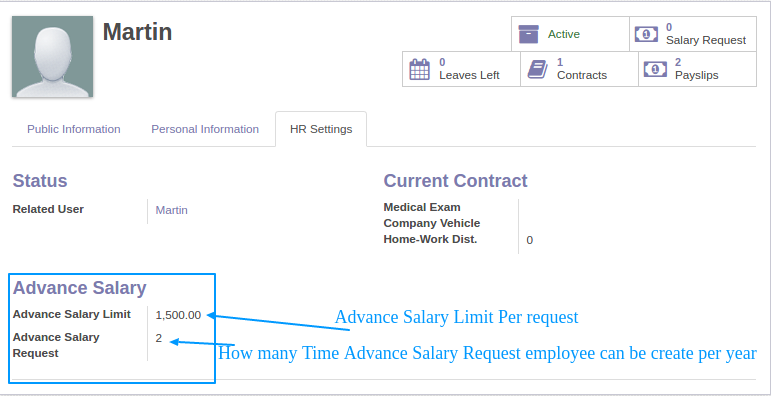 Martin
Active
0
Salary Request
0
Leaves Left
1
Contracts
2
Payslips
Public Information
Personal Information
HR Settings
Status
Related User Martin
Current Contract
Medical Exam
Company Vehicle
Home-Work Dist. 0
Advance Salary
Advance Salary Limit 1,500.00
Advance Salary Limit Per request
Advance Salary 2
Request
How many Time Advance Salary Request employee can be create per year